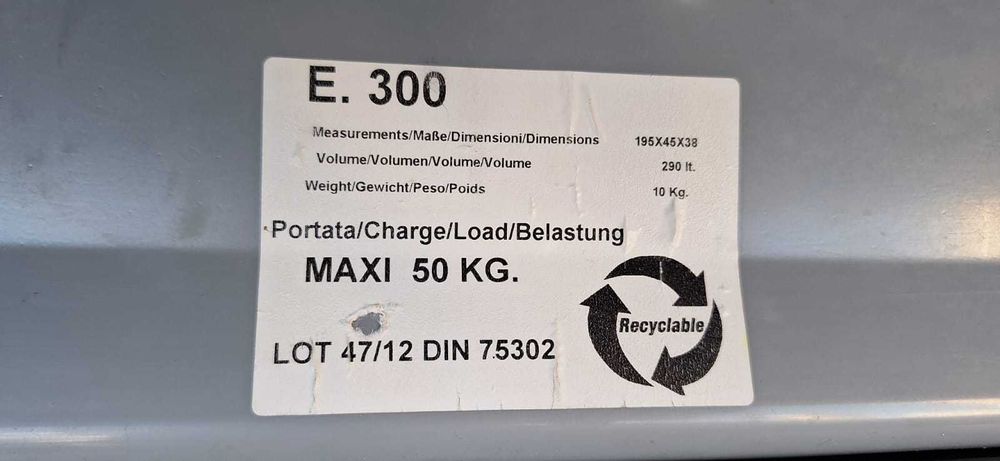 E. 300
Measurements/Maße/Dimensioni/Dimensions 195X45X38
Volume/Volumen/Volume/Volume 290 lt.
Weight/Gewicht/Peso/Poids 10 Kg.
Portata/Charge/Load/Belastung
MAXI 50 KG.
Recyclable
LOT 47/12 DIN 75302